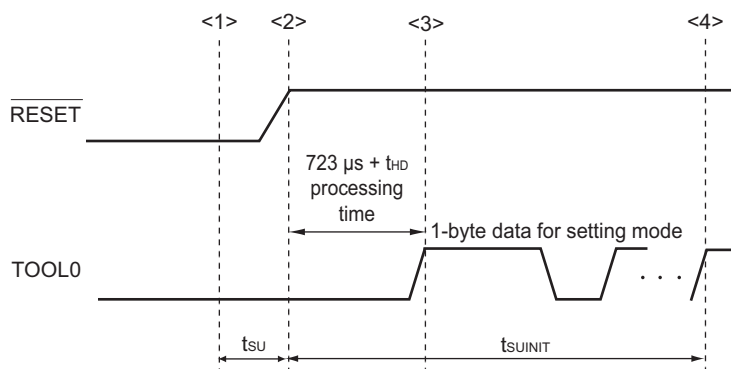 <1> <2> <3> <4>
RESET
723 µs + tHD
processing
time
1-byte data for setting mode
TOOL0
. . .
tSU tSUINIT